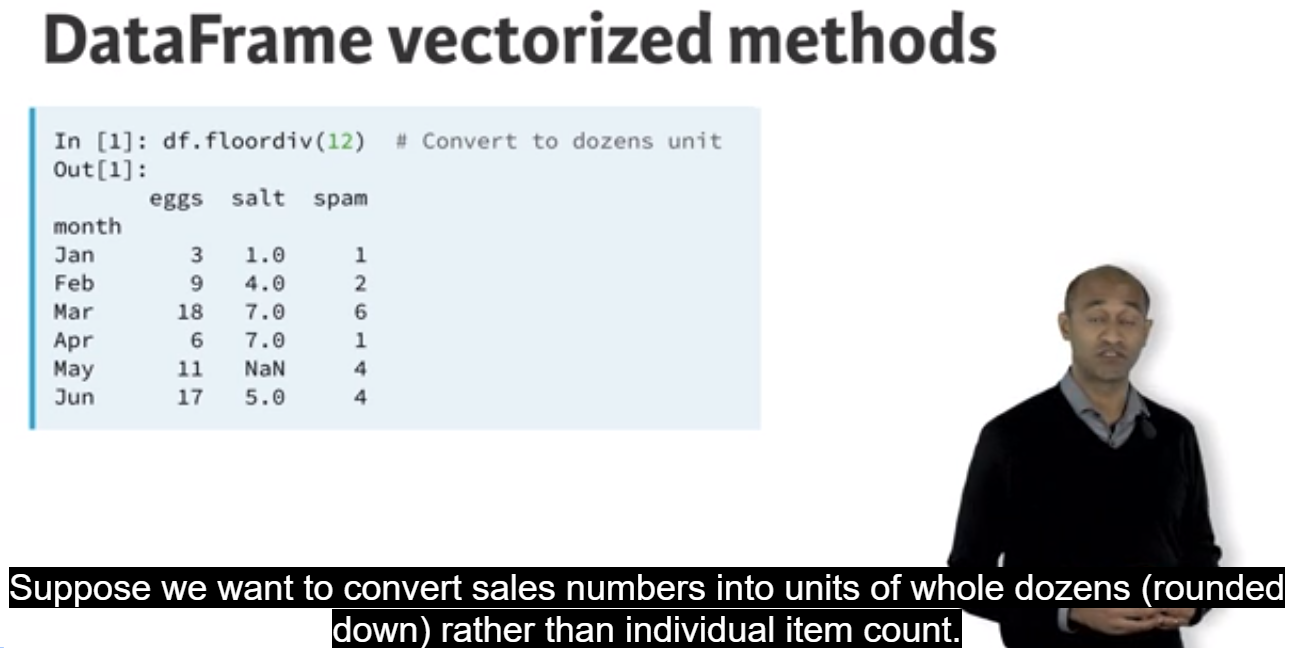 DataFrame vectorized methods
In [1]: df.floordiv(12)  # Convert to dozens unit
Out[1]:
       eggs  salt  spam
month
Jan       3   1.0     1
Feb       9   4.0     2
Mar      18   7.0     6
Apr       6   7.0     1
May      11   NaN     4
Jun      17   5.0     4
Suppose we want to convert sales numbers into units of whole dozens (rounded
down) rather than individual item count.